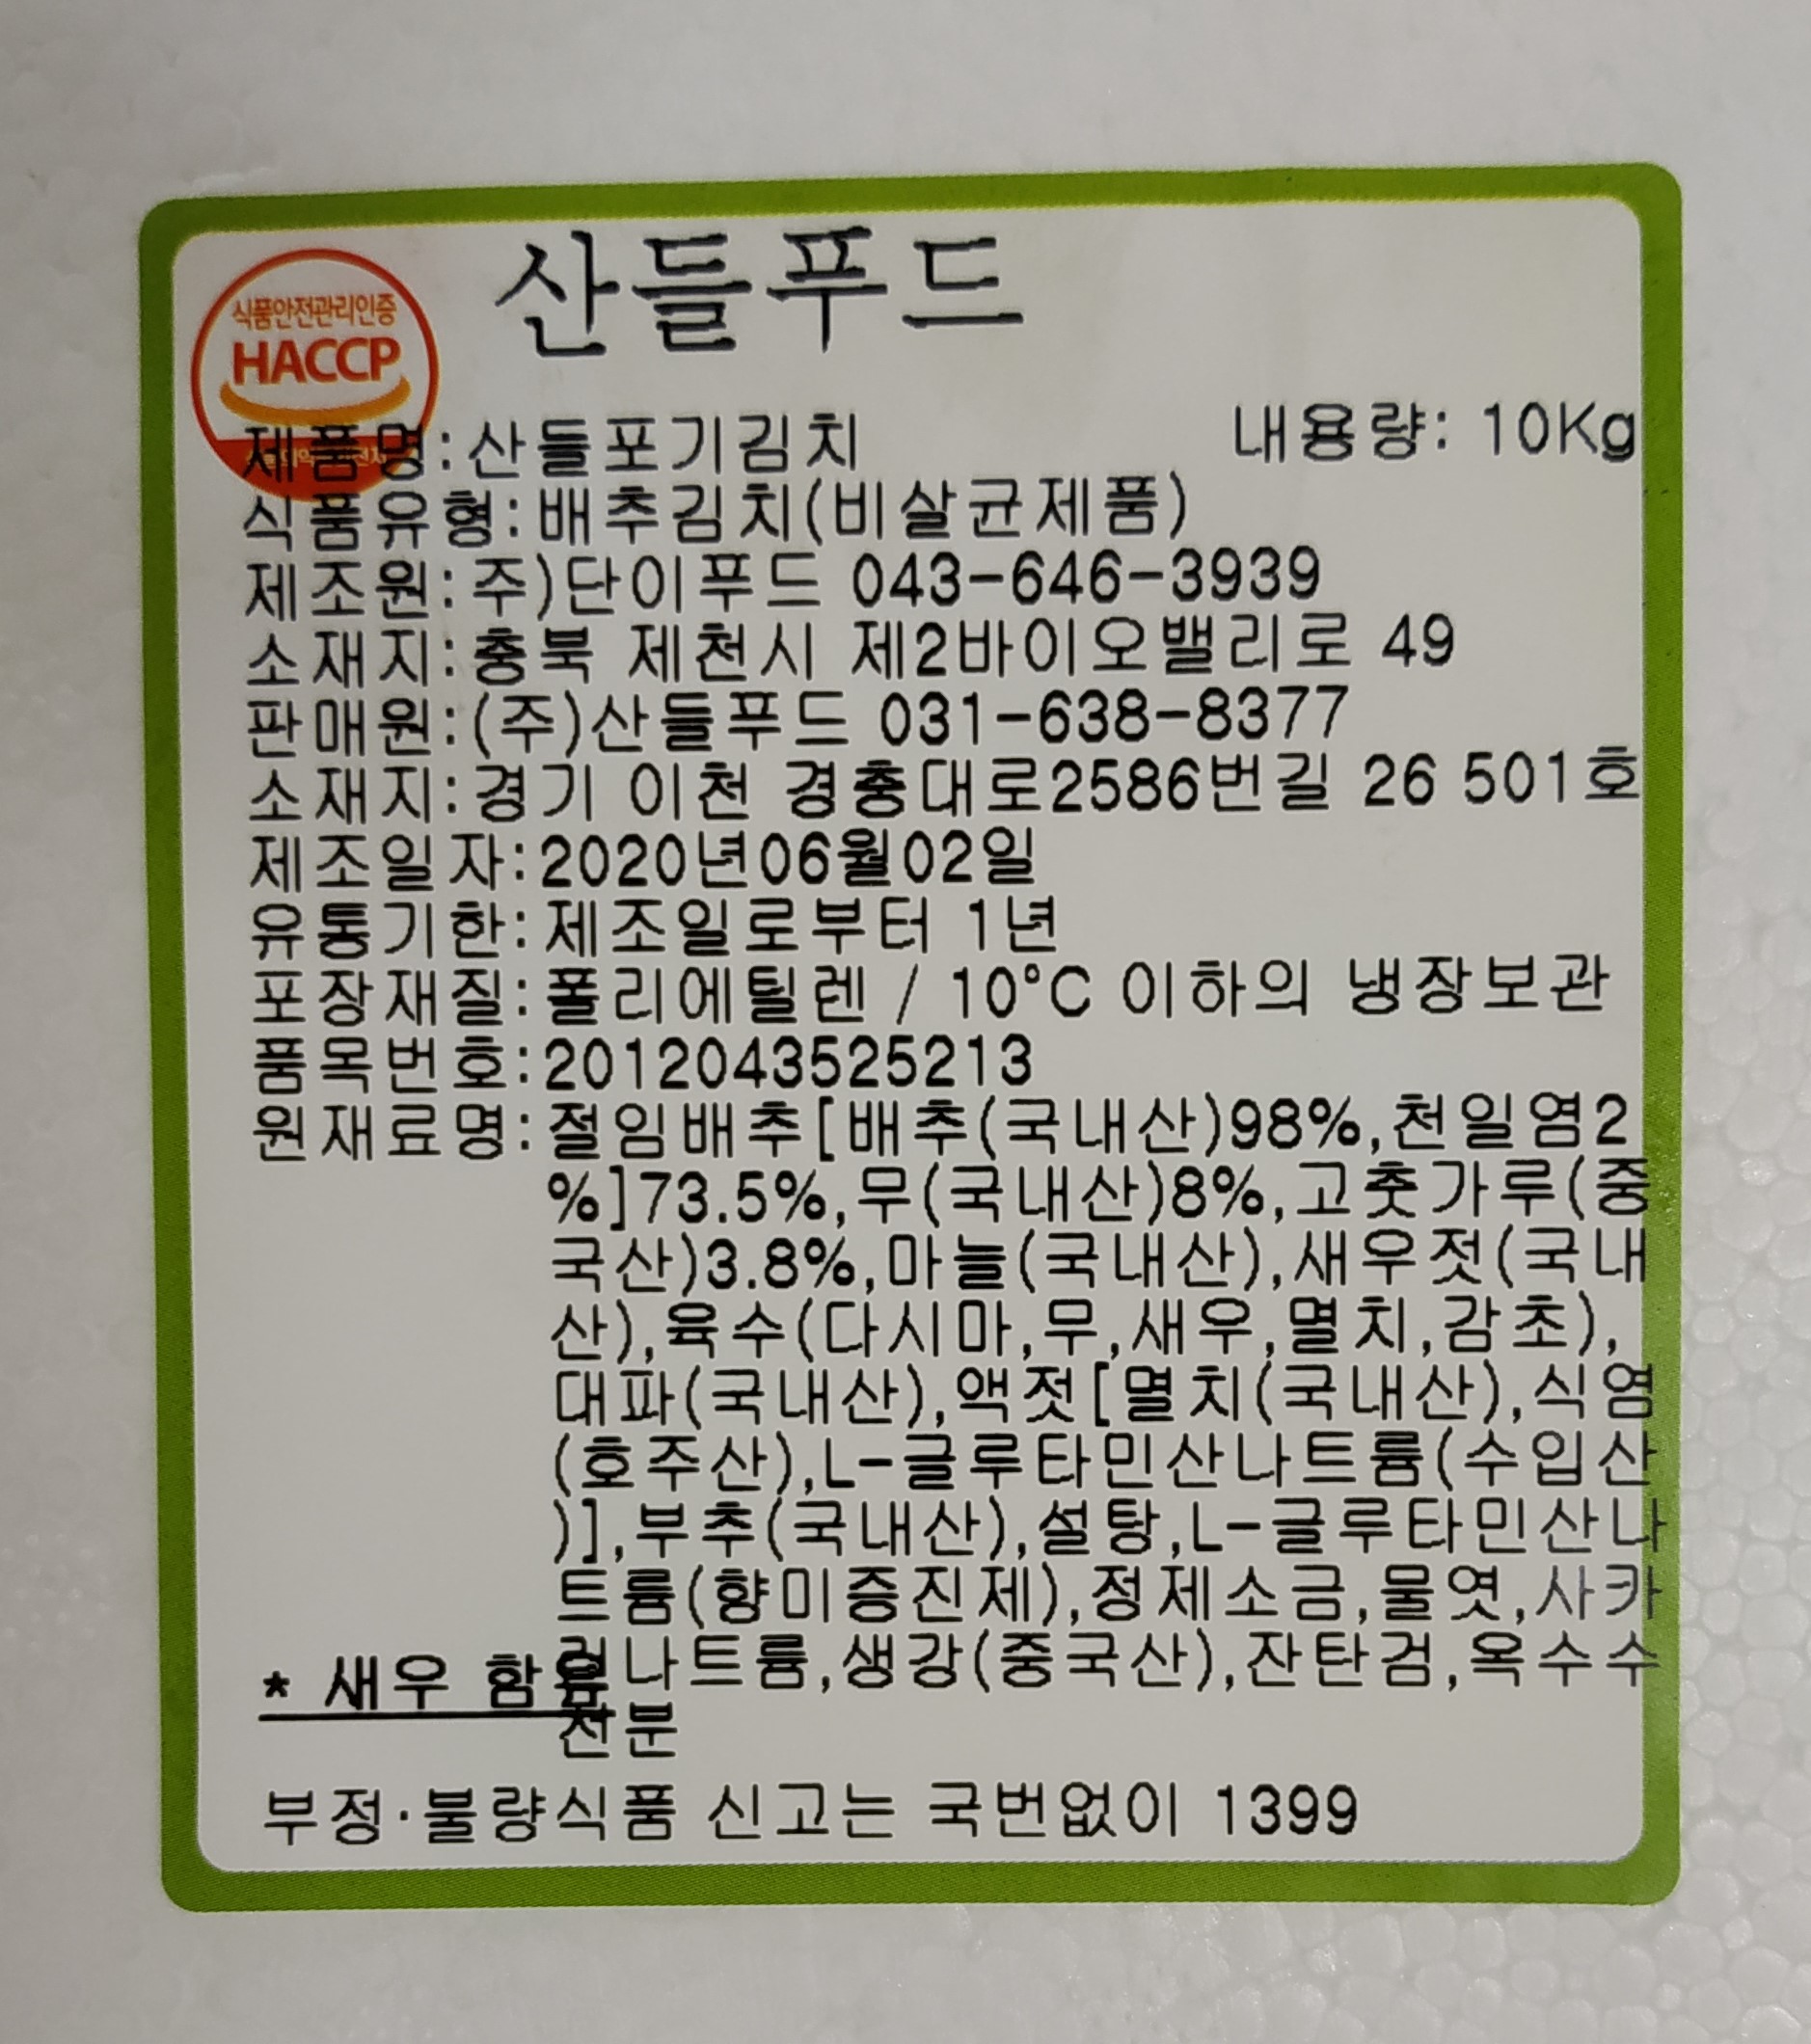 산들푸드
식품안전관리인증
HACCP
제품명:산들포기김치 내용량: 10Kg
식품유형:배추김치(비살균제품)
제조원:주)단이푸드 043-646-3939
소재지:충북 제천시 제2바이오밸리로 49
판매원:(주)산들푸드 031-638-8377
소재지:경기 이천 경충대로2586번길 26 501호
제조일자:2020년06월02일
유통기한:제조일로부터 1년
포장재질:폴리에틸렌 / 10°C 이하의 냉장보관
품목번호:2012043525213
원재료명:절임배추[배추(국내산)98%,천일염2
%]73.5%,무(국내산)8%,고춧가루(중
국산)3.8%,마늘(국내산),새우젓(국내
산),육수(다시마,무,새우,멸치,감초),
대파(국내산),액젓[멸치(국내산),식염
(호주산),L-글루타민산나트륨(수입산
)],부추(국내산),설탕,L-글루타민산나
트륨(향미증진제),정제소금,물엿,사카
린나트륨,생강(중국산),잔탄검,옥수수
전분
* 새우 함유
부정·불량식품 신고는 국번없이 1399